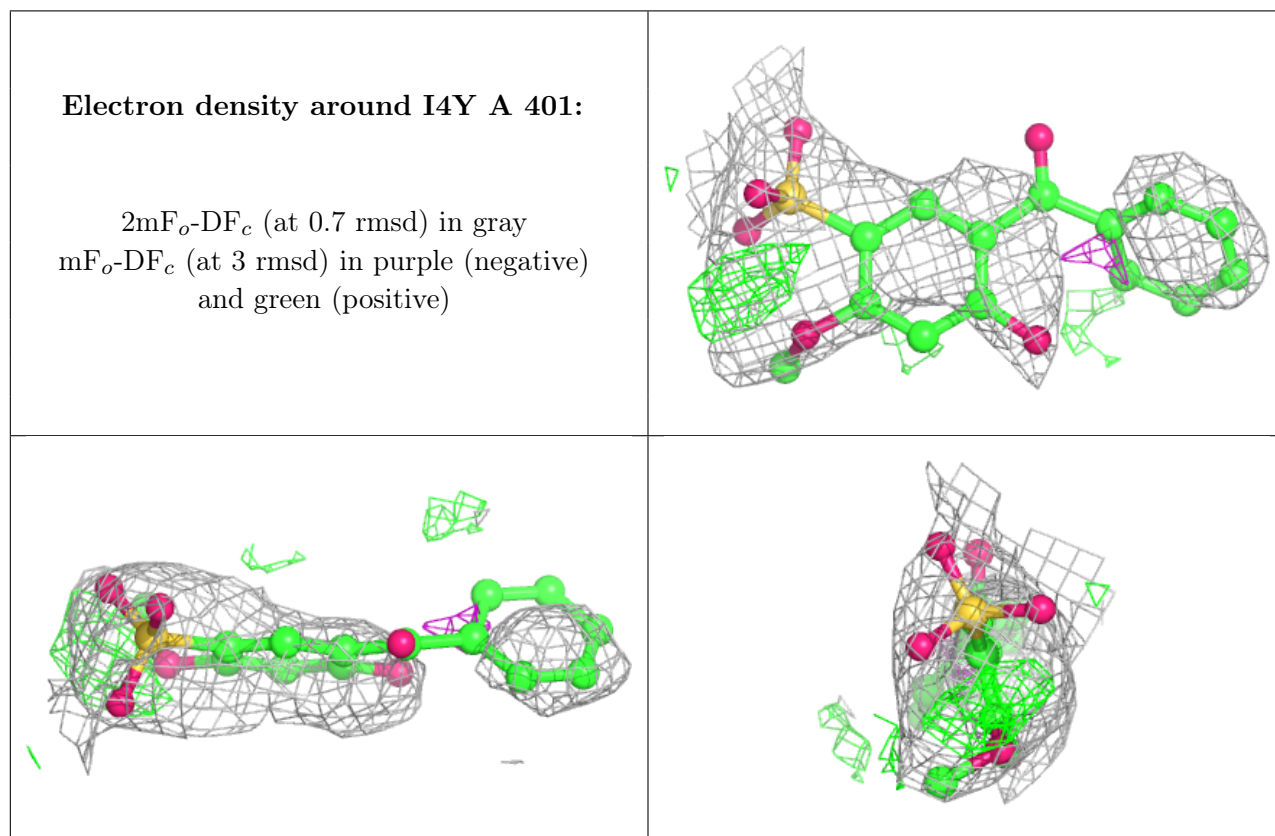 Electron density around I4Y A 401:
2mFo-DFc (at 0.7 rmsd) in gray
mFo-DFc (at 3 rmsd) in purple (negative)
and green (positive)